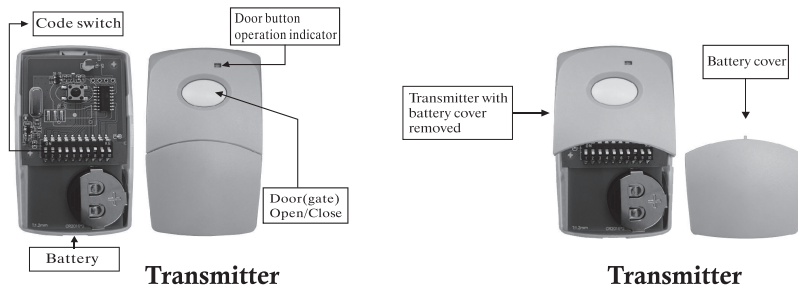 Code switch
Door button
operation indicator
Door(gate)
Open/Close
Battery
Transmitter
Transmitter with
battery cover
removed
Battery cover
Transmitter